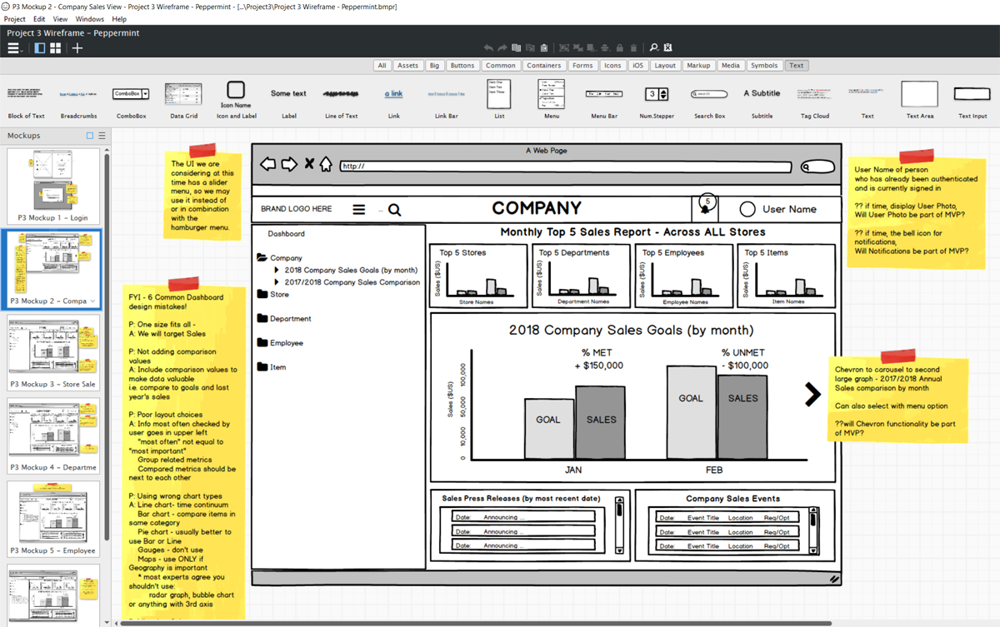 P3 Mockup 2 - Company Sales View - Project 3 Wireframe - Peppermint - [..\Project3\Project 3 Wireframe - Peppermint.bmpr]
Project Edit View Windows Help
Project 3 Wireframe - Peppermint
All Assets Big Buttons Common Containers Forms Icons iOS Layout Markup Media Symbols Text
ComboBox
Icon Name
Some text
a link
3
search
A Subtitle
Block of Text Breadcrumbs ComboBox Data Grid Icon and Label Label Line of Text Link Link Bar List Menu Menu Bar Num.Stepper Search Box Subtitle Tag Cloud Text Text Area Text Input
Mockups
P3 Mockup 1 - Login
P3 Mockup 2 - Compa
P3 Mockup 3 - Store Sale
P3 Mockup 4 - Departme
P3 Mockup 5 - Employee
The UI we are
considering at this
time has a slider
menu, so we may
use it instead of
or in combination
with the
hamburger menu.
FYI - 6 Common Dashboard
design mistakes!
P: One size fits all -
A: We will target Sales
P: Not adding comparison
values
A: Include comparison values to
make data valuable
i.e. compare to goals and last
year's sales
P: Poor layout choices
A: Info most often checked by
user goes in upper left
"most often" not equal to
"most important"
Group related metrics
Compared metrics should be
next to each other
P: Using wrong chart types
A: Line chart- time continuum
Bar chart - compare items in
same category
Pie chart - usually better to
use Bar or Line
Gauges - don't use
Maps - use ONLY if
Geography is important
* most experts agree you
shouldn't use:
radar graph, bubble chart
or anything with 3rd axis
A Web Page
http://
BRAND LOGO HERE ... COMPANY 5 User Name
Dashboard
Company
2018 Company Sales Goals (by month)
2017/2018 Company Sales Comparison
Store
Department
Employee
Item
Monthly Top 5 Sales Report - Across ALL Stores
Top 5 Stores
Sales ($US)
Store Names
Top 5 Departments
Sales ($US)
Department Names
Top 5 Employees
Sales ($US)
Employee Names
Top 5 Items
Sales ($US)
Item Names
2018 Company Sales Goals (by month)
% MET
+ $150,000
% UNMET
- $100,000
Sales ($US)
100,000
50,000
10,000
0
GOAL SALES
GOAL SALES
JAN FEB
Sales Press Releases (by most recent date)
Date: Announcing ...
Date: Announcing ...
Date: Announcing ...
Company Sales Events
Date: Event Title Location Req/Opt
Date: Event Title Location Req/Opt
Date: Event Title Location Req/Opt
User Name of person
who has already been authenticated
and is currently signed in
?? if time, disiplay User Photo,
Will User Photo be part of MVP?
?? if time, the bell icon for
notifications,
Will Notifications be part of MVP?
Chevron to carousel to second
large graph - 2017/2018 Annual
Sales comparison by month
Can also select with menu option
??will Chevron functionality be part
of MVP?